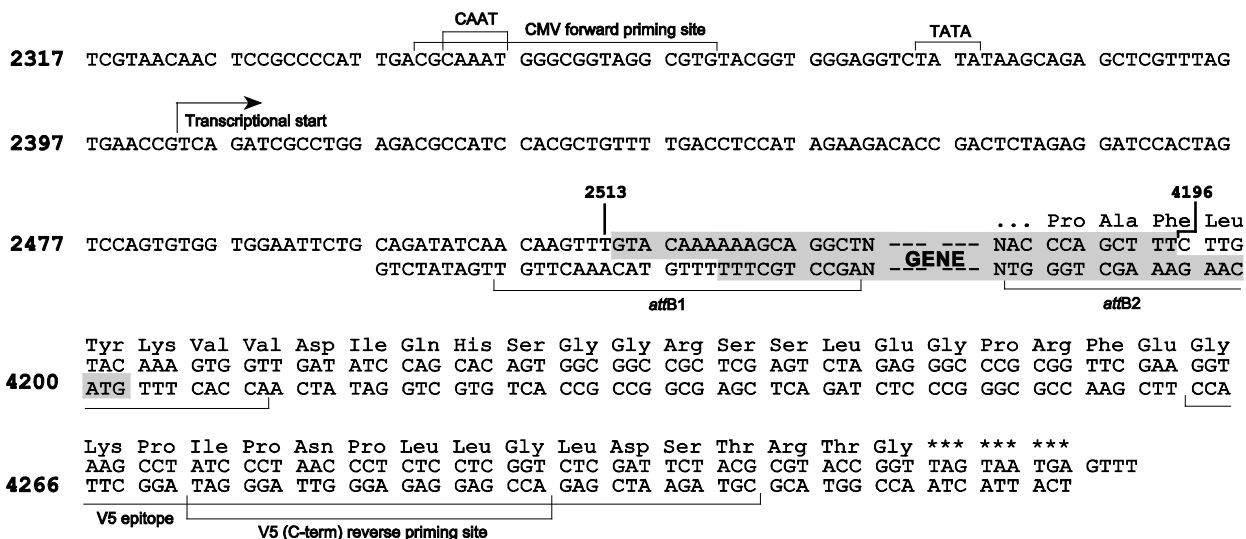 CAAT
CMV forward priming site
TATA
2317 TCGTAACAAC TCCGCCCCAT TGACGCAAAT GGGCGGTAGG CGTGTACGGT GGGAGGTCTA TATAAGCAGA GCTCGTTTAG
Transcriptional start
2397 TGAACCGTCA GATCGCCTGG AGACGCCATC CACGCTGTTT TGACCTCCAT AGAAGACACC GACTCTAGAG GATCCACTAG
2513 4196
... Pro Ala Phe Leu
2477 TCCAGTGTGG TGGAATTCTG CAGATATCAA CAAGTTTGTA CAAAAAAGCA GGCTN --- --- NAC CCA GCT TTC TTG
GENE
GTCTATAGTT GTTCAAACAT GTTTTTTCGT CCGAN --- --- NTG GGT CGA AAG AAC
attB1 attB2
Tyr Lys Val Val Asp Ile Gln His Ser Gly Gly Arg Ser Ser Leu Glu Gly Pro Arg Phe Glu Gly
4200 TAC AAA GTG GTT GAT ATC CAG CAC AGT GGC GGC CGC TCG AGT CTA GAG GGC CCG CGG TTC GAA GGT
ATG TTT CAC CAA CTA TAG GTC GTG TCA CCG CCG GCG AGC TCA GAT CTC CCG GGC GCC AAG CTT CCA
Lys Pro Ile Pro Asn Pro Leu Leu Gly Leu Asp Ser Thr Arg Thr Gly *** *** ***
4266 AAG CCT ATC CCT AAC CCT CTC CTC GGT CTC GAT TCT ACG CGT ACC GGT TAG TAA TGA GTTT
TTC GGA TAG GGA TTG GGA GAG GAG CCA GAG CTA AGA TGC GCA TGG CCA ATC ATT ACT
V5 epitope
V5 (C-term) reverse priming site